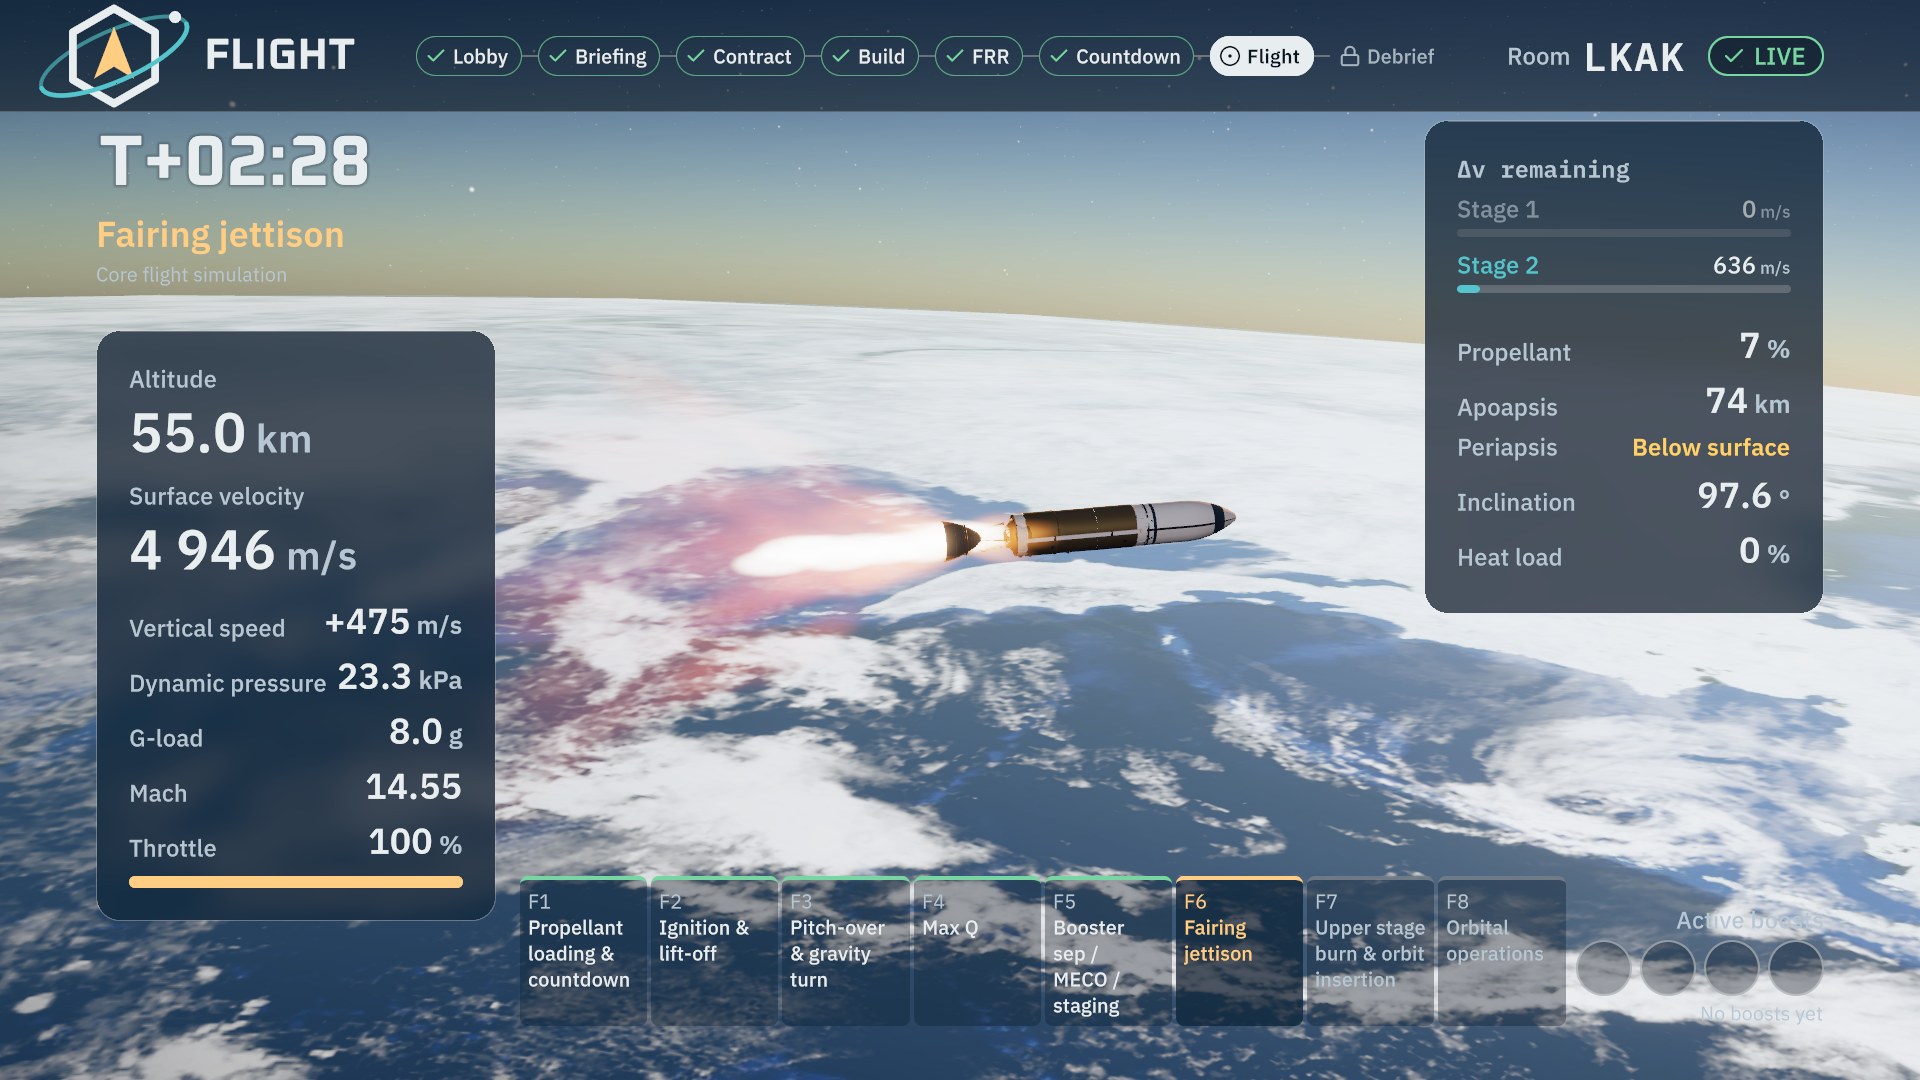 FLIGHT
Lobby
Briefing
Contract
Build
FRR
Countdown
Flight
Debrief
Room LKAK
LIVE
T+02:28
Fairing jettison
Core flight simulation
Altitude
55.0 km
Surface velocity
4 946 m/s
Vertical speed +475 m/s
Dynamic pressure 23.3 kPa
G-load 8.0 g
Mach 14.55
Throttle 100 %
Δv remaining
Stage 1 0 m/s
Stage 2 636 m/s
Propellant 7 %
Apoapsis 74 km
Periapsis Below surface
Inclination 97.6 °
Heat load 0 %
F1
Propellant
loading &
countdown
F2
Ignition &
lift-off
F3
Pitch-over
& gravity
turn
F4
Max Q
F5
Booster
sep /
MECO /
staging
F6
Fairing
jettison
F7
Upper stage
burn & orbit
insertion
F8
Orbital
operations
Active boosts
No boosts yet